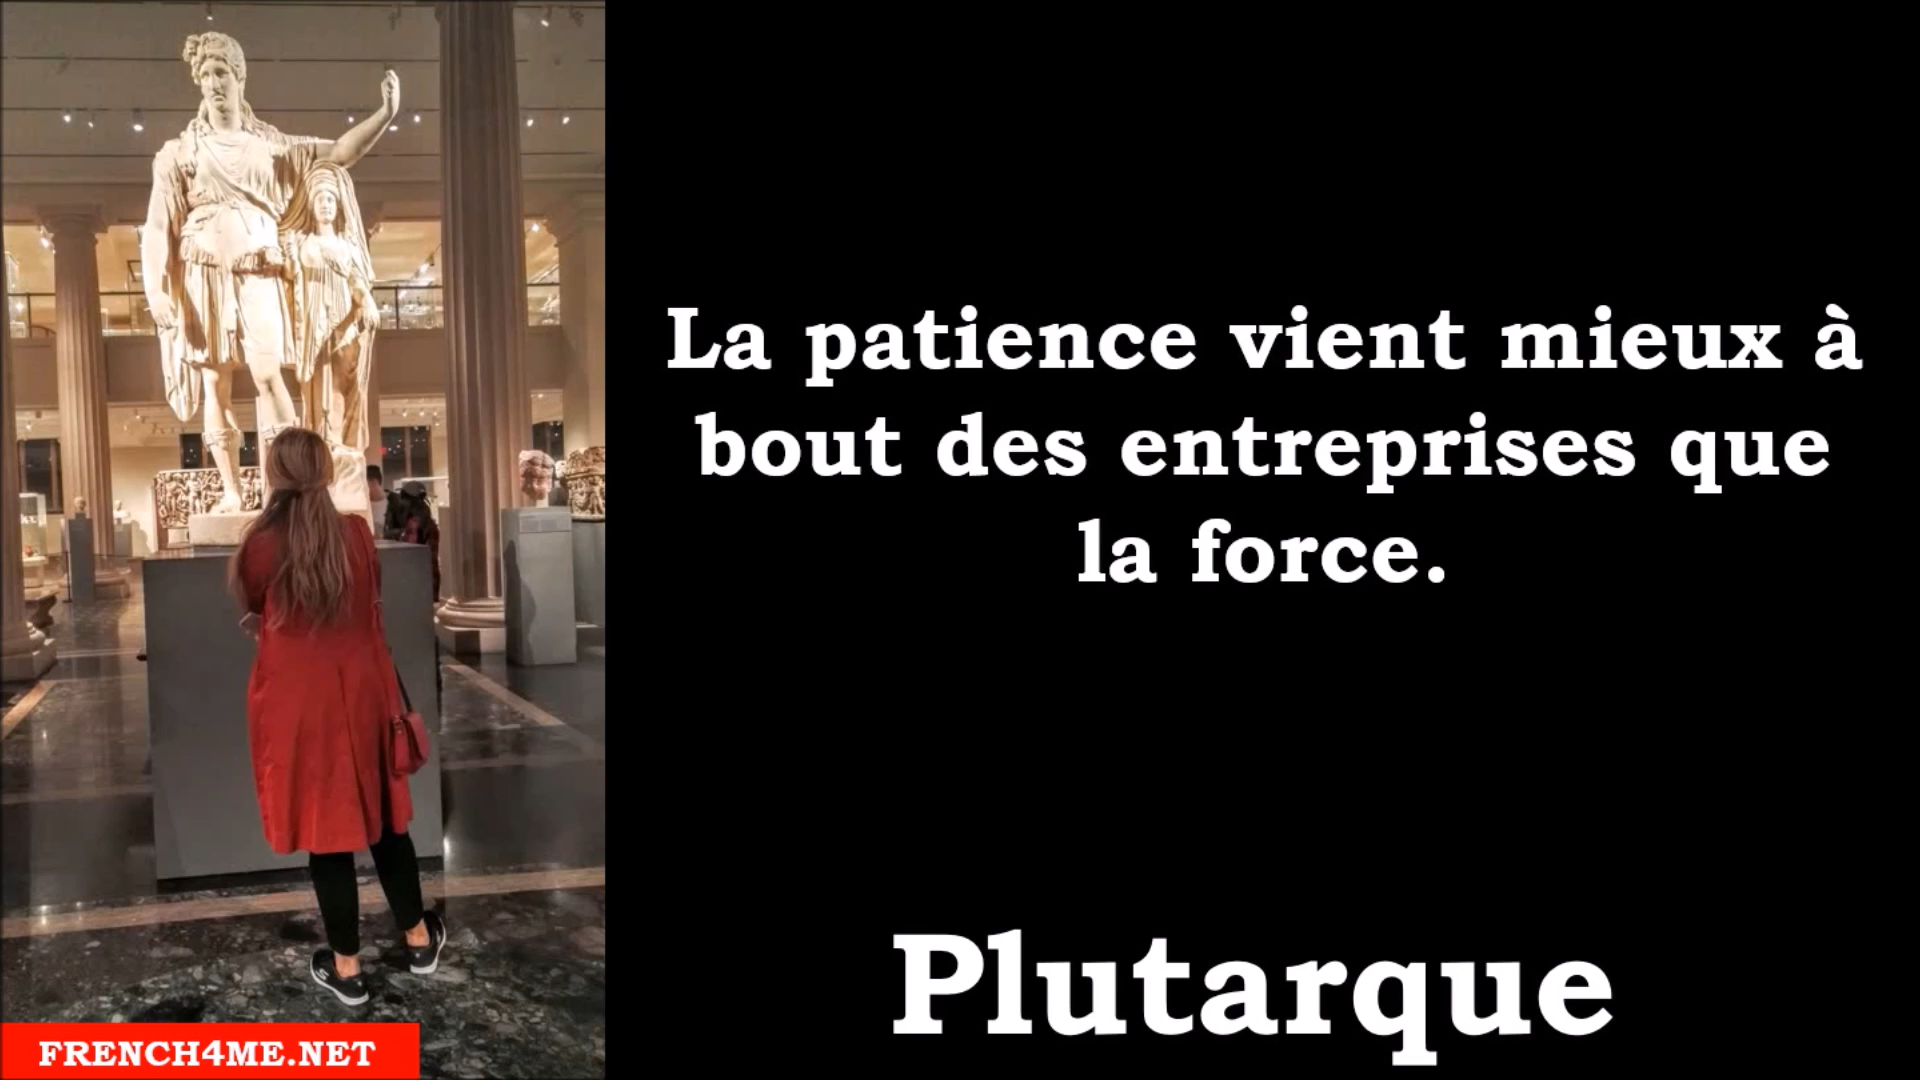 La patience vient mieux à
bout des entreprises que
la force.
Plutarque
FRENCH4ME.NET